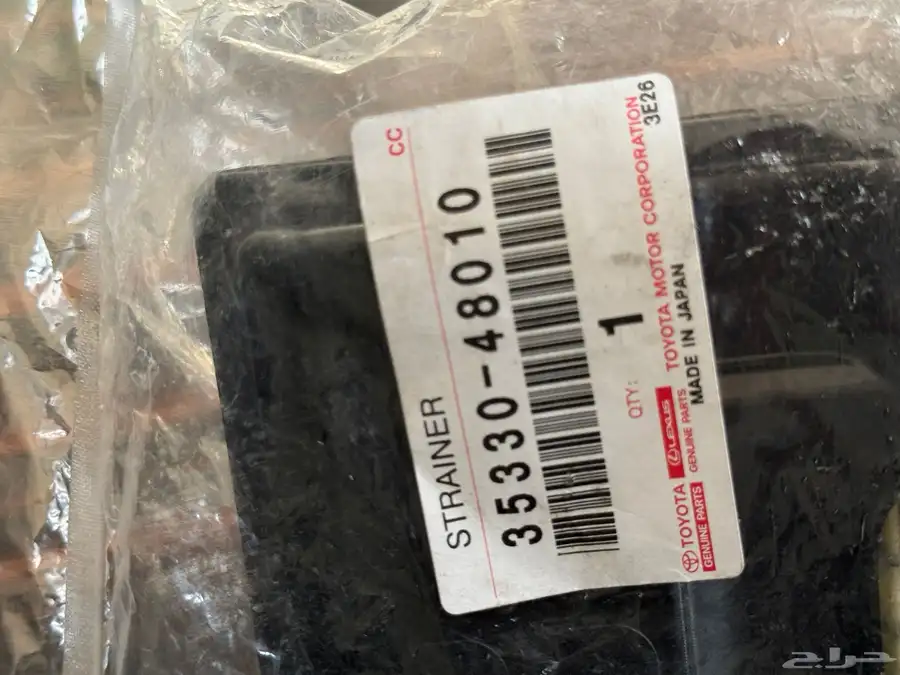 CC
STRAINER
35330-48010
QTY: 1
TOYOTA LEXUS TOYOTA MOTOR CORPORATION
GENUINE PARTS GENUINE PARTS MADE IN JAPAN 3E26
حراج